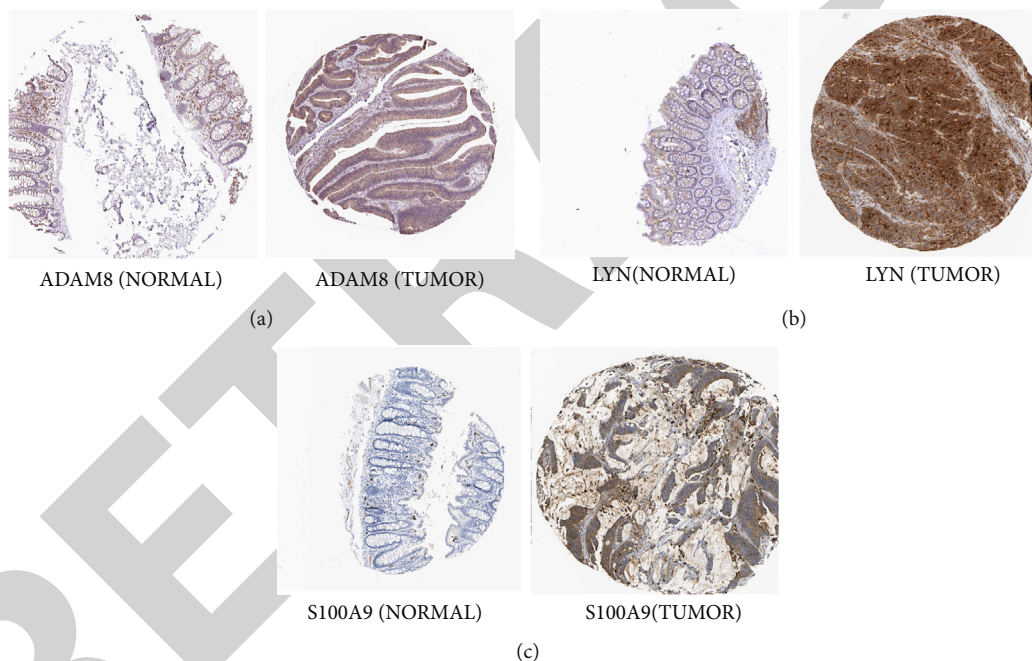 ADAM8 (NORMAL)
ADAM8 (TUMOR)
(a)
LYN(NORMAL)
LYN (TUMOR)
(b)
S100A9 (NORMAL)
S100A9(TUMOR)
(c)